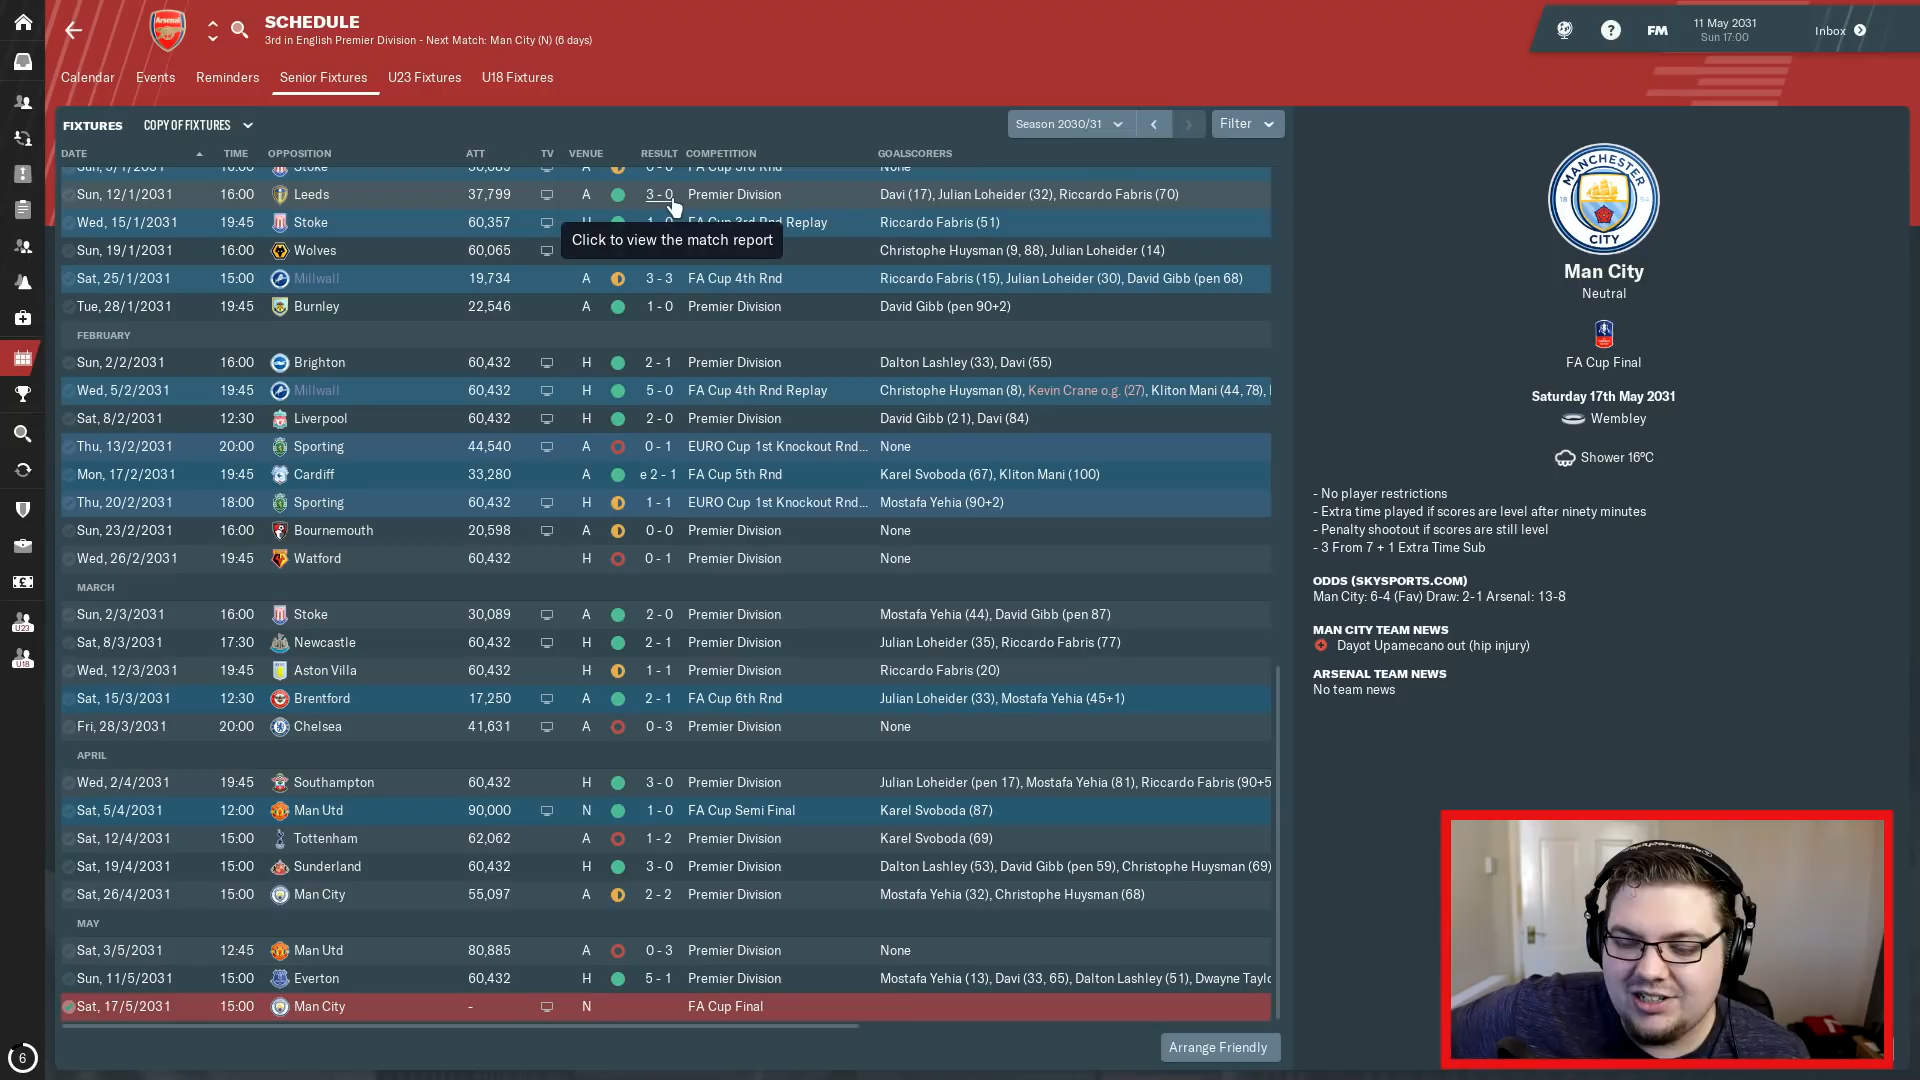 SCHEDULE
3rd in English Premier Division - Next Match: Man City (N) (6 days)
11 May 2031
Sun 17:00
FM
Inbox
Calendar Events Reminders Senior Fixtures U23 Fixtures U18 Fixtures
FIXTURES COPY OF FIXTURES Season 2030/31 Filter
DATE TIME OPPOSITION ATT TV VENUE RESULT COMPETITION GOALSCORERS
Sun, 12/1/2031 16:00 Leeds 37,799 A 3 - 0 Premier Division Davi (17), Julian Loheider (32), Riccardo Fabris (70)
Wed, 15/1/2031 19:45 Stoke 60,357 FA Cup 3rd Rnd Replay Riccardo Fabris (51)
Click to view the match report
Sun, 19/1/2031 16:00 Wolves 60,065 Christophe Huysman (9, 88), Julian Loheider (14)
Sat, 25/1/2031 15:00 Millwall 19,734 A 3 - 3 FA Cup 4th Rnd Riccardo Fabris (15), Julian Loheider (30), David Gibb (pen 68)
Tue, 28/1/2031 19:45 Burnley 22,546 A 1 - 0 Premier Division David Gibb (pen 90+2)
FEBRUARY
Sun, 2/2/2031 16:00 Brighton 60,432 H 2 - 1 Premier Division Dalton Lashley (33), Davi (55)
Wed, 5/2/2031 19:45 Millwall 60,432 H 5 - 0 FA Cup 4th Rnd Replay Christophe Huysman (8), Kevin Crane o.g. (27), Kliton Mani (44, 78),
Sat, 8/2/2031 12:30 Liverpool 60,432 H 2 - 0 Premier Division David Gibb (21), Davi (84)
Thu, 13/2/2031 20:00 Sporting 44,540 A 0 - 1 EURO Cup 1st Knockout Rnd... None
Mon, 17/2/2031 19:45 Cardiff 33,280 A e 2 - 1 FA Cup 5th Rnd Karel Svoboda (67), Kliton Mani (100)
Thu, 20/2/2031 18:00 Sporting 60,432 H 1 - 1 EURO Cup 1st Knockout Rnd... Mostafa Yehia (90+2)
Sun, 23/2/2031 16:00 Bournemouth 20,598 A 0 - 0 Premier Division None
Wed, 26/2/2031 19:45 Watford 60,432 H 0 - 1 Premier Division None
MARCH
Sun, 2/3/2031 16:00 Stoke 30,089 A 2 - 0 Premier Division Mostafa Yehia (44), David Gibb (pen 87)
Sat, 8/3/2031 17:30 Newcastle 60,432 H 2 - 1 Premier Division Julian Loheider (35), Riccardo Fabris (77)
Wed, 12/3/2031 19:45 Aston Villa 60,432 H 1 - 1 Premier Division Riccardo Fabris (20)
Sat, 15/3/2031 12:30 Brentford 17,250 A 2 - 1 FA Cup 6th Rnd Julian Loheider (33), Mostafa Yehia (45+1)
Fri, 28/3/2031 20:00 Chelsea 41,631 A 0 - 3 Premier Division None
APRIL
Wed, 2/4/2031 19:45 Southampton 60,432 H 3 - 0 Premier Division Julian Loheider (pen 17), Mostafa Yehia (81), Riccardo Fabris (90+5
Sat, 5/4/2031 12:00 Man Utd 90,000 N 1 - 0 FA Cup Semi Final Karel Svoboda (87)
Sat, 12/4/2031 15:00 Tottenham 62,062 A 1 - 2 Premier Division Karel Svoboda (69)
Sat, 19/4/2031 15:00 Sunderland 60,432 H 3 - 0 Premier Division Dalton Lashley (53), David Gibb (pen 59), Christophe Huysman (69)
Sat, 26/4/2031 15:00 Man City 55,097 A 2 - 2 Premier Division Mostafa Yehia (32), Christophe Huysman (68)
MAY
Sat, 3/5/2031 12:45 Man Utd 80,885 A 0 - 3 Premier Division None
Sun, 11/5/2031 15:00 Everton 60,432 H 5 - 1 Premier Division Mostafa Yehia (13), Davi (33, 65), Dalton Lashley (51), Dwayne Taylo
Sat, 17/5/2031 15:00 Man City - N FA Cup Final
Arrange Friendly
MANCHESTER
18 94
CITY
Man City
Neutral
FA Cup Final
Saturday 17th May 2031
Wembley
Shower 16ºC
- No player restrictions
- Extra time played if scores are level after ninety minutes
- Penalty shootout if scores are still level
- 3 From 7 + 1 Extra Time Sub
ODDS (SKYSPORTS.COM)
Man City: 6-4 (Fav) Draw: 2-1 Arsenal: 13-8
MAN CITY TEAM NEWS
Dayot Upamecano out (hip injury)
ARSENAL TEAM NEWS
No team news
U23
U18
6
Arsenal